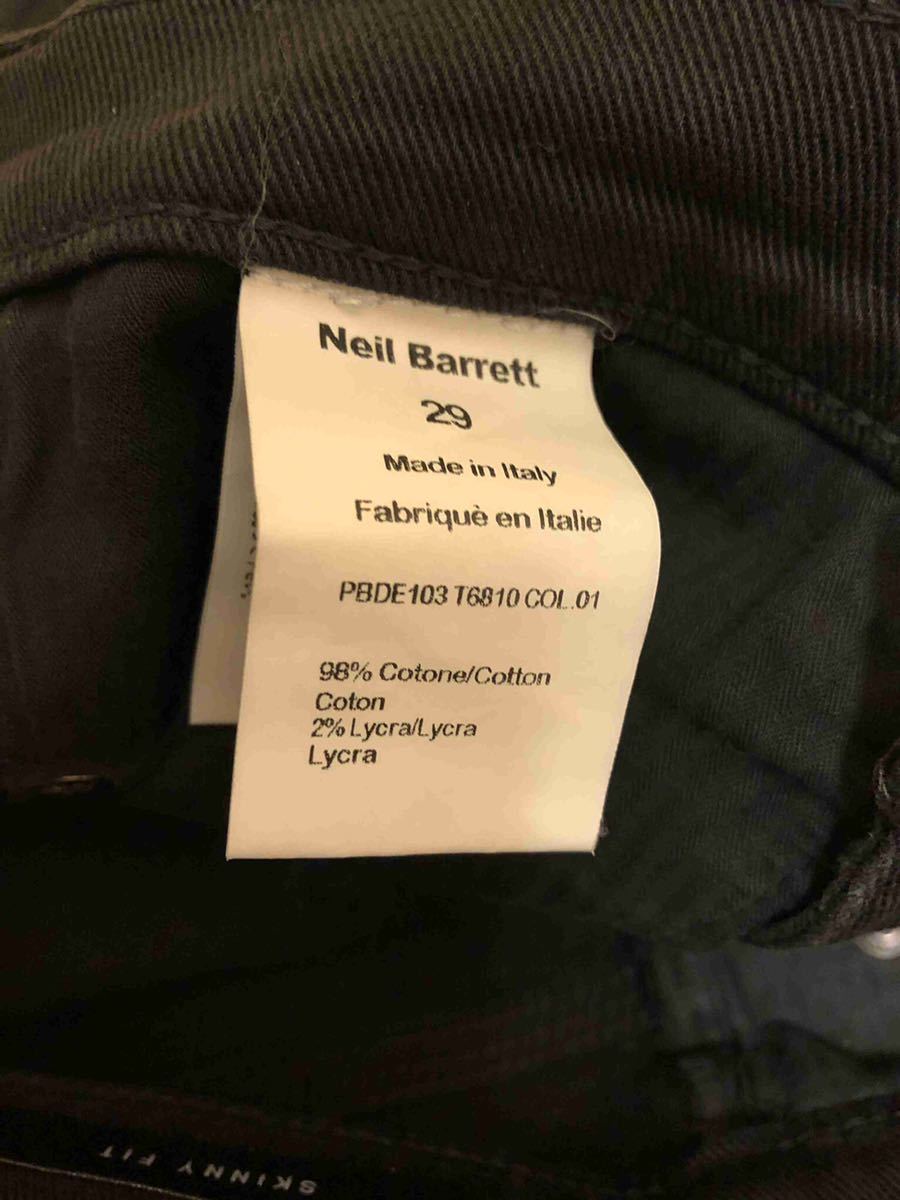 Neil Barrett
29
Made in Italy
Fabriquè en Italie
PBDE103 T6810 COL.01
98% Cotone/Cotton
Coton
2% Lycra/Lycra
Lycra
SKINNY FIT